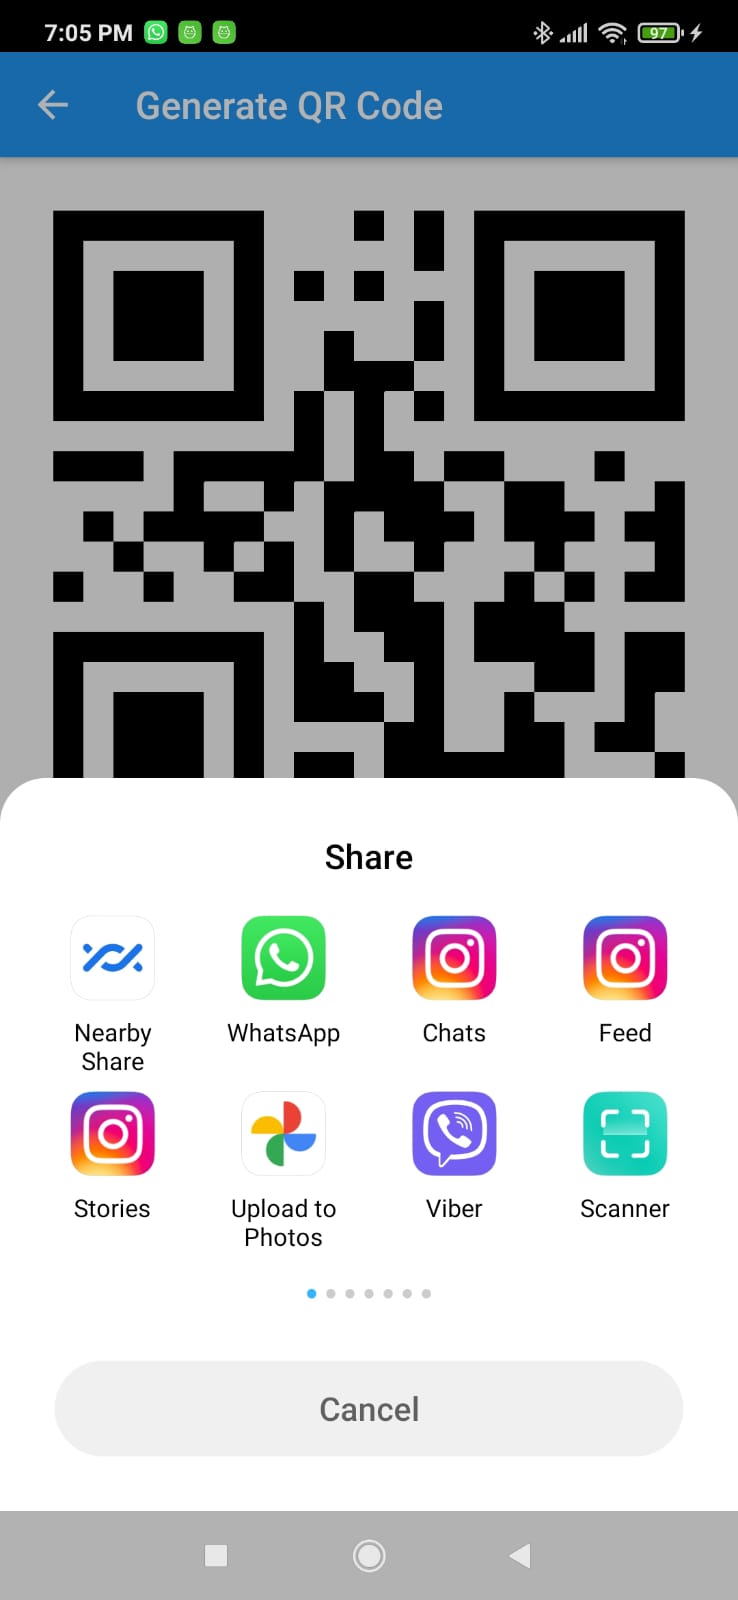 7:05 PM
97
Generate QR Code
Share
Nearby
Share
WhatsApp
Chats
Feed
Stories
Upload to
Photos
Viber
Scanner
Cancel